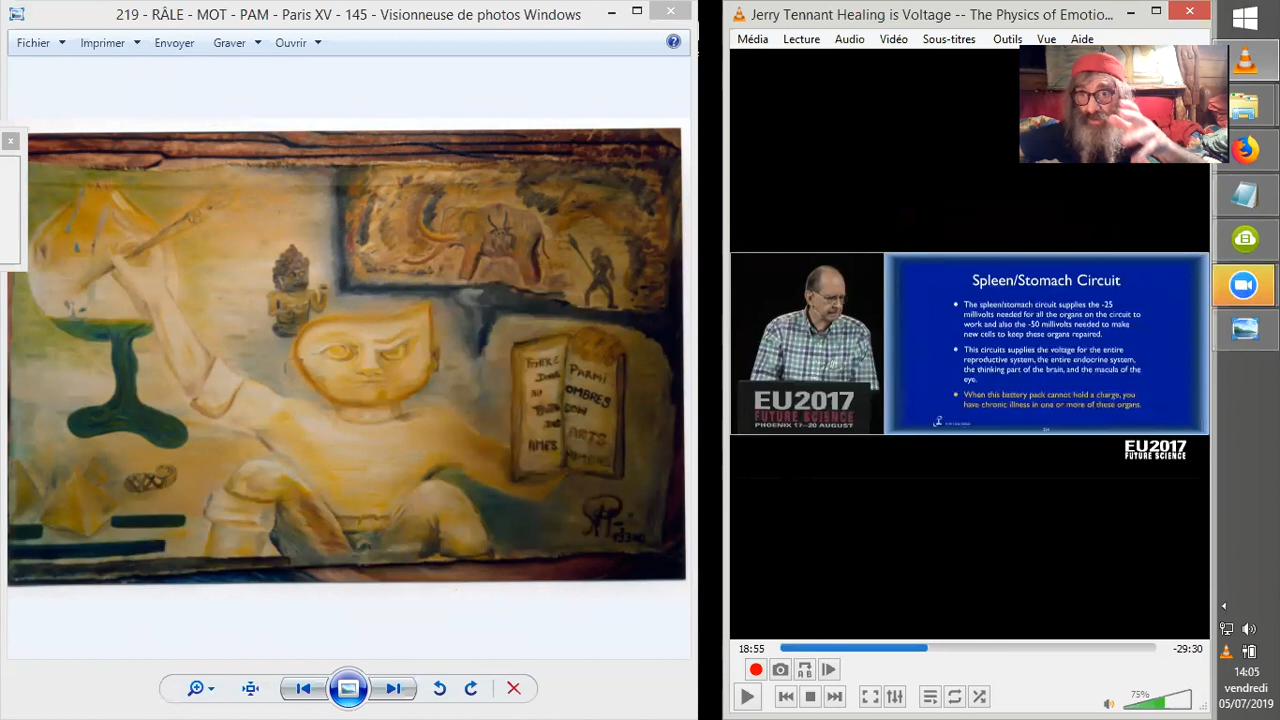 219 - RÂLE - MOT - PAM - Paris XV - 145 - Visionneuse de photos Windows
Fichier Imprimer Envoyer Graver Ouvrir
PARMI
OMBRES
ARTS
AMES
Jerry Tennant Healing is Voltage -- The Physics of Emotio...
Média Lecture Audio Vidéo Sous-titres Outils Vue Aide
EU2017
FUTURE SCIENCE
PHOENIX 17-20 AUGUST
Spleen/Stomach Circuit
The spleen/stomach circuit supplies the -25
millivolts needed for all the organs on the circuit to
work and also the -50 millivolts needed to make
new cells to keep these organs repaired.
This circuits supplies the voltage for the entire
reproductive system, the entire endocrine system,
the thinking part of the brain, and the macula of the
eye.
When this battery pack cannot hold a charge, you
have chronic illness in one or more of these organs.
EU2017
FUTURE SCIENCE
18:55
-29:30
AB
75%
14:05
vendredi
05/07/2019